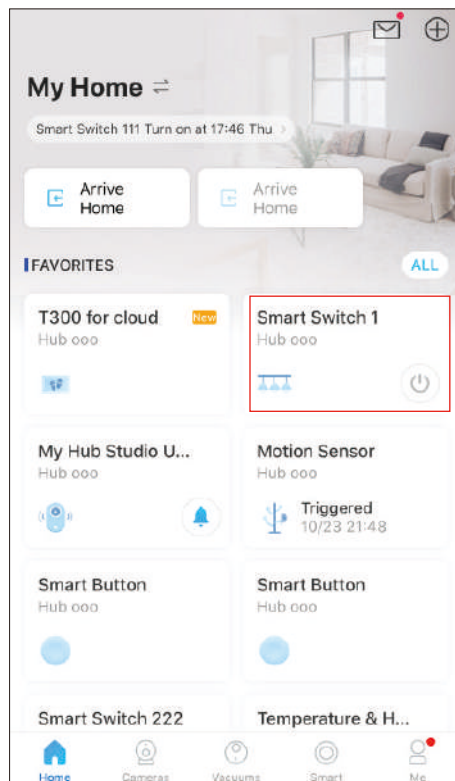 My Home
Smart Switch 111 Turn on at 17:46 Thu
Arrive
Home
Arrive
Home
FAVORITES
ALL
T300 for cloud
New
Hub ooo
Smart Switch 1
Hub ooo
My Hub Studio U...
Hub ooo
Motion Sensor
Hub ooo
Triggered
10/23 21:48
Smart Button
Hub ooo
Smart Button
Hub ooo
Smart Switch 222
Temperature & H...
Home
Cameras
Vacuums
Smart
Me